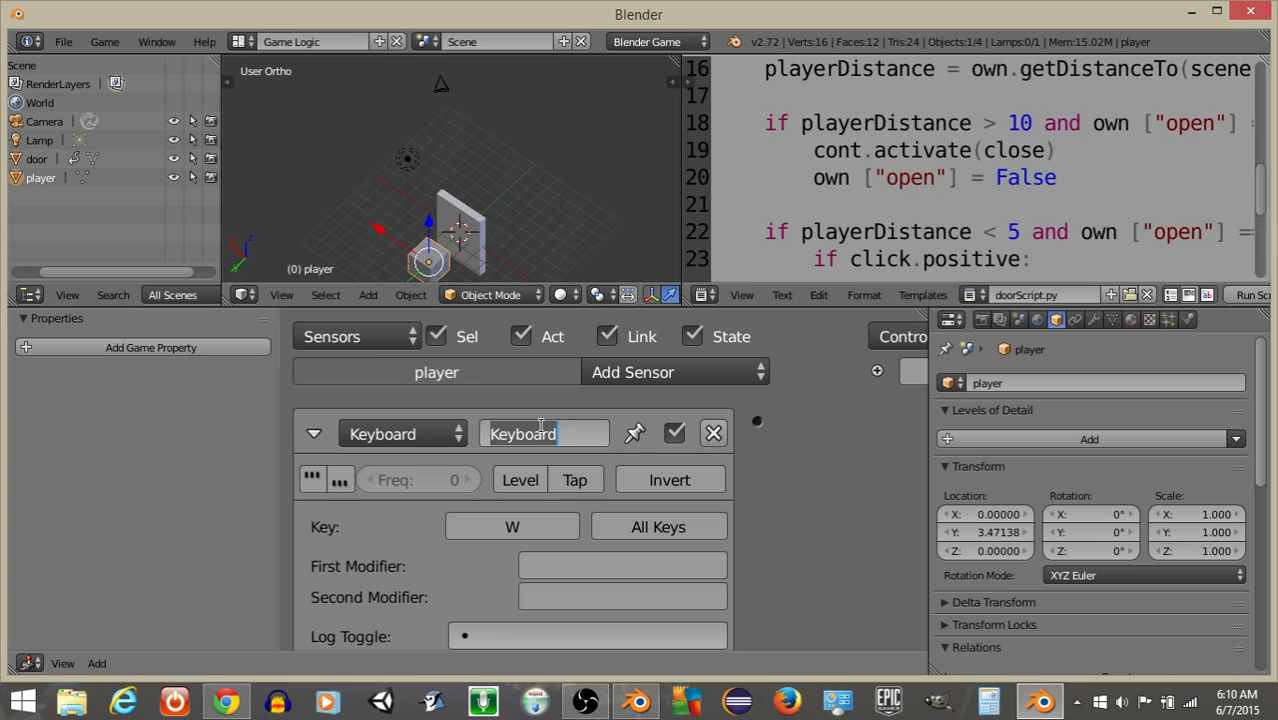 Blender
File Game Window Help Game Logic Scene Blender Game v2.72 | Verts:16 | Faces:12 | Tris:24 | Objects:1/4 | Lamps:0/1 | Mem:15.02M | player
Scene
RenderLayers
World
Camera
Lamp
door
player
View Search All Scenes
User Ortho
(0) player
View Select Add Object Object Mode
16 playerDistance = own.getDistanceTo(scene
17
18 if playerDistance > 10 and own ["open"] =
19 cont.activate(close)
20 own ["open"] = False
21
22 if playerDistance < 5 and own ["open"] ==
23 if click.positive:
View Text Edit Format Templates doorScript.py Run Scr
Properties
Add Game Property
View Add
Sensors Sel Act Link State Contro
player Add Sensor
Keyboard Keyboard
Freq: 0 Level Tap Invert
Key: W All Keys
First Modifier:
Second Modifier:
Log Toggle:
player
player
Levels of Detail
Add
Transform
Location: Rotation: Scale:
X: 0.00000 X: 0° X: 1.000
Y: 3.47138 Y: 0° Y: 1.000
Z: 0.00000 Z: 0° Z: 1.000
Rotation Mode: XYZ Euler
Delta Transform
Transform Locks
Relations
EPIC GAMES
6:10 AM
6/7/2015